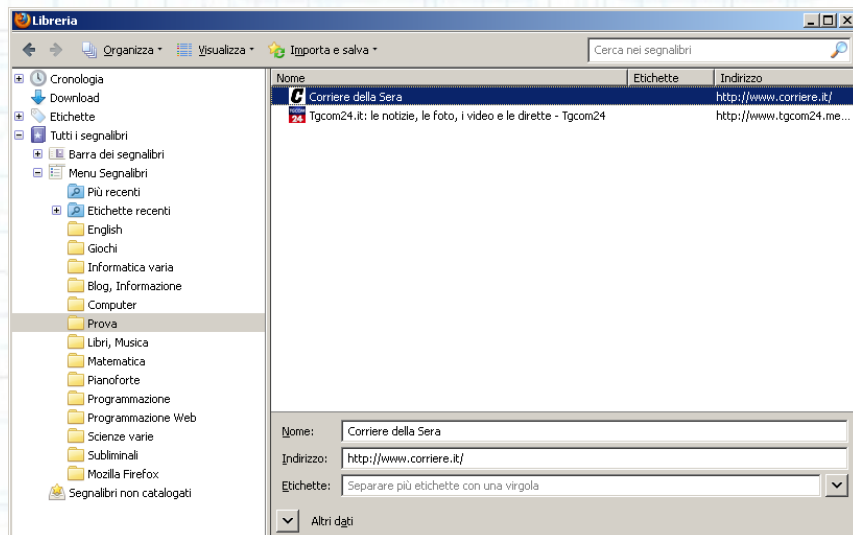 Libreria
Organizza Visualizza Importa e salva Cerca nei segnalibri
Cronologia
Download
Etichette
Tutti i segnalibri
Barra dei segnalibri
Menu Segnalibri
Più recenti
Etichette recenti
English
Giochi
Informatica varia
Blog, Informazione
Computer
Prova
Libri, Musica
Matematica
Pianoforte
Programmazione
Programmazione Web
Scienze varie
Subliminali
Mozilla Firefox
Segnalibri non catalogati
Nome Etichette Indirizzo
C Corriere della Sera http://www.corriere.it/
TGCOM 24 Tgcom24.it: le notizie, le foto, i video e le dirette - Tgcom24 http://www.tgcom24.me...
Nome: Corriere della Sera
Indirizzo: http://www.corriere.it/
Etichette: Separare più etichette con una virgola
Altri dati